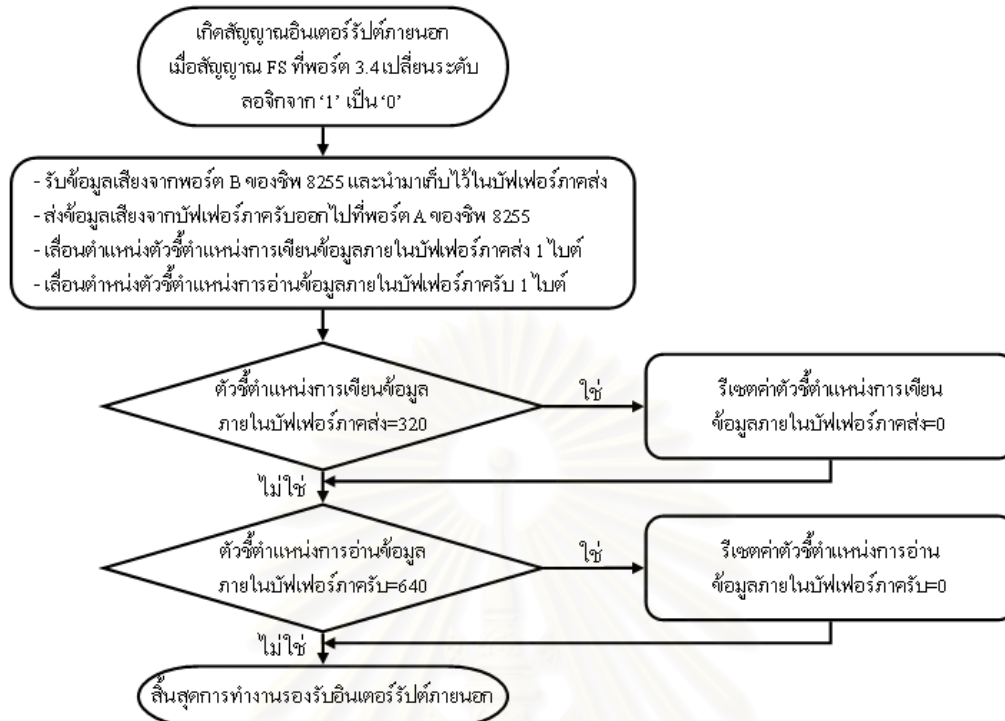 เกิดสัญญาณอินเตอร์รัปต์ภายนอก
เมื่อสัญญาณ FS ที่พอร์ต 3.4 เปลี่ยนระดับ
ลอจิกจาก ‘1’ เป็น ‘0’
- รับข้อมูลเสียงจากพอร์ต B ของชิพ 8255 และนำมาเก็บไว้ในบัฟเฟอร์ภาคส่ง
- ส่งข้อมูลเสียงจากบัฟเฟอร์ภาครับออกไปที่พอร์ต A ของชิพ 8255
- เลื่อนตำแหน่งตัวชี้ตำแหน่งการเขียนข้อมูลภายในบัฟเฟอร์ภาคส่ง 1 ไบต์
- เลื่อนตำหน่งตัวชี้ตำแหน่งการอ่านข้อมูลภายในบัฟเฟอร์ภาครับ 1 ไบต์
ตัวชี้ตำแหน่งการเขียนข้อมูล
ภายในบัฟเฟอร์ภาคส่ง=320
ใช่
รีเซตค่าตัวชี้ตำแหน่งการเขียน
ข้อมูลภายในบัฟเฟอร์ภาคส่ง=0
ไม่ใช่
ตัวชี้ตำแหน่งการอ่านข้อมูล
ภายในบัฟเฟอร์ภาครับ=640
ใช่
รีเซตค่าตัวชี้ตำแหน่งการอ่าน
ข้อมูลภายในบัฟเฟอร์ภาครับ=0
ไม่ใช่
สิ้นสุดการทำงานรองรับอินเตอร์รัปต์ภายนอก